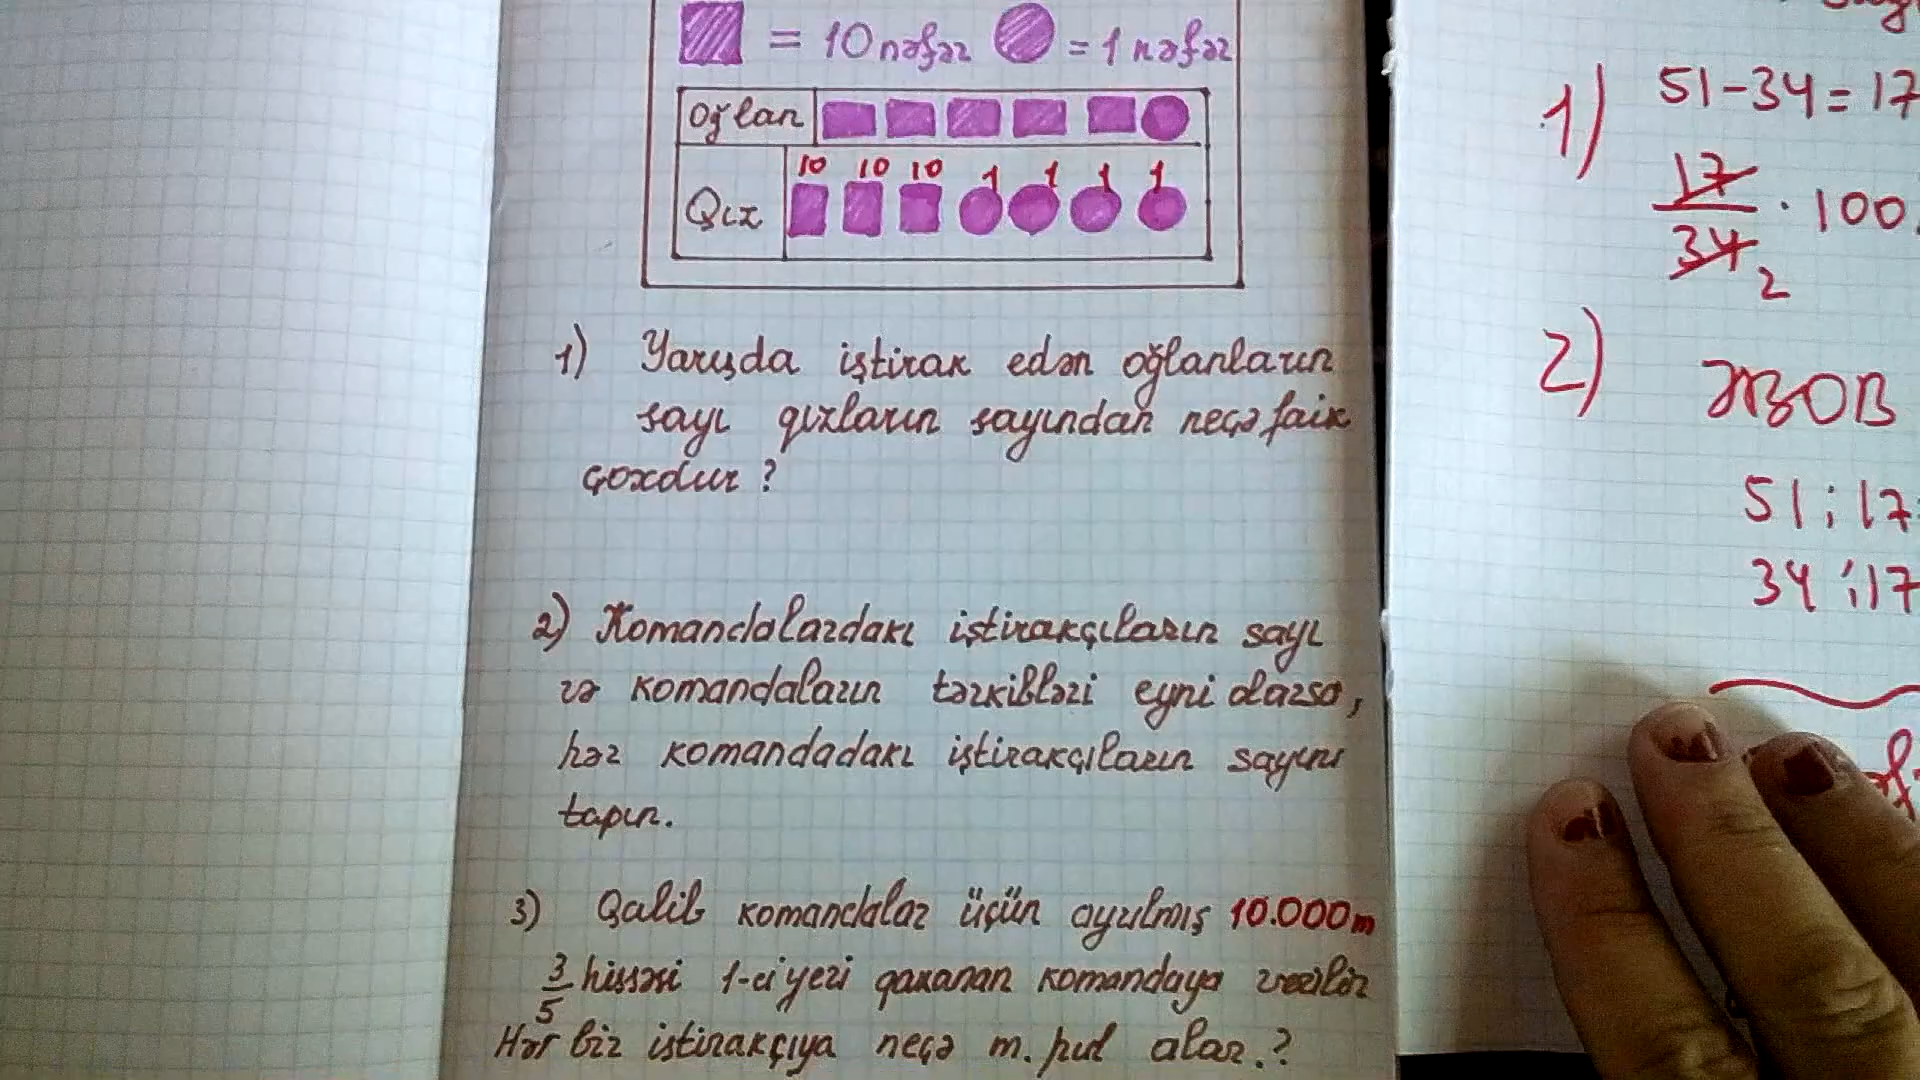 = 10 nəfər = 1 nəfər
Oğlan
10 10 10 1 1 1 1
Qız
1) Yarışda iştirak edən oğlanların
sayı qızların sayından neçə faiz
çoxdur?
2) Komandalardakı iştirakçıların sayı
və komandaların tərkibləri eyni olarsa,
hər komandadakı iştirakçıların sayını
tapın.
3) Qalib komandalar üçün ayrılmış 10.000 m
3/5 hissəsi 1-ci yeri qazanan komandaya verilir
Hər bir iştirakçıya neçə m. pul alar.?
1) 51-34=17
17/34 2 · 100
2) ƏBOB
51:17
34:17